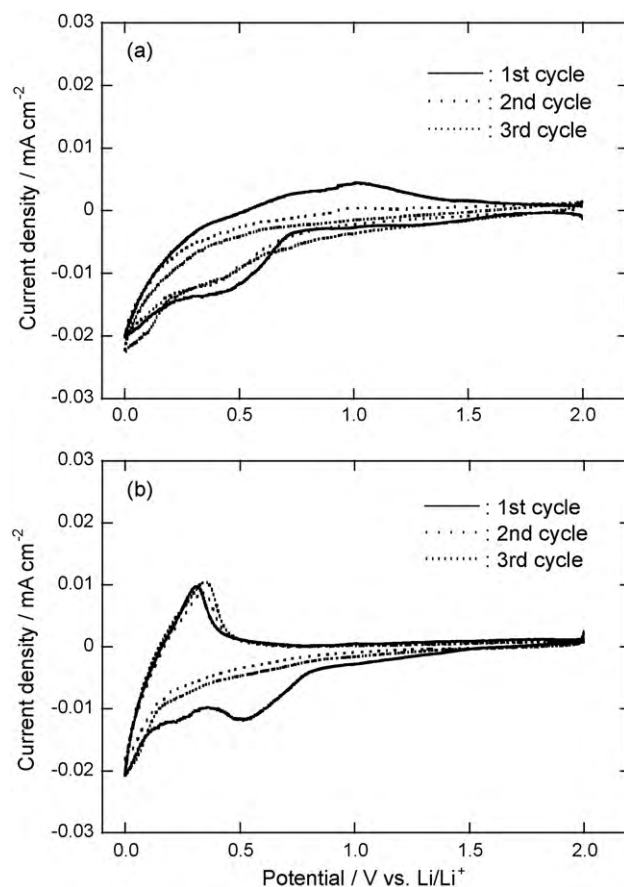 0.03
(a)
: 1st cycle
0.02
: 2nd cycle
: 3rd cycle
0.01
0
-0.01
-0.02
-0.03
Current density / mA cm⁻²
0.0 0.5 1.0 1.5 2.0
0.03
(b)
: 1st cycle
0.02
: 2nd cycle
: 3rd cycle
0.01
0
-0.01
-0.02
-0.03
Current density / mA cm⁻²
0.0 0.5 1.0 1.5 2.0
Potential / V vs. Li/Li⁺